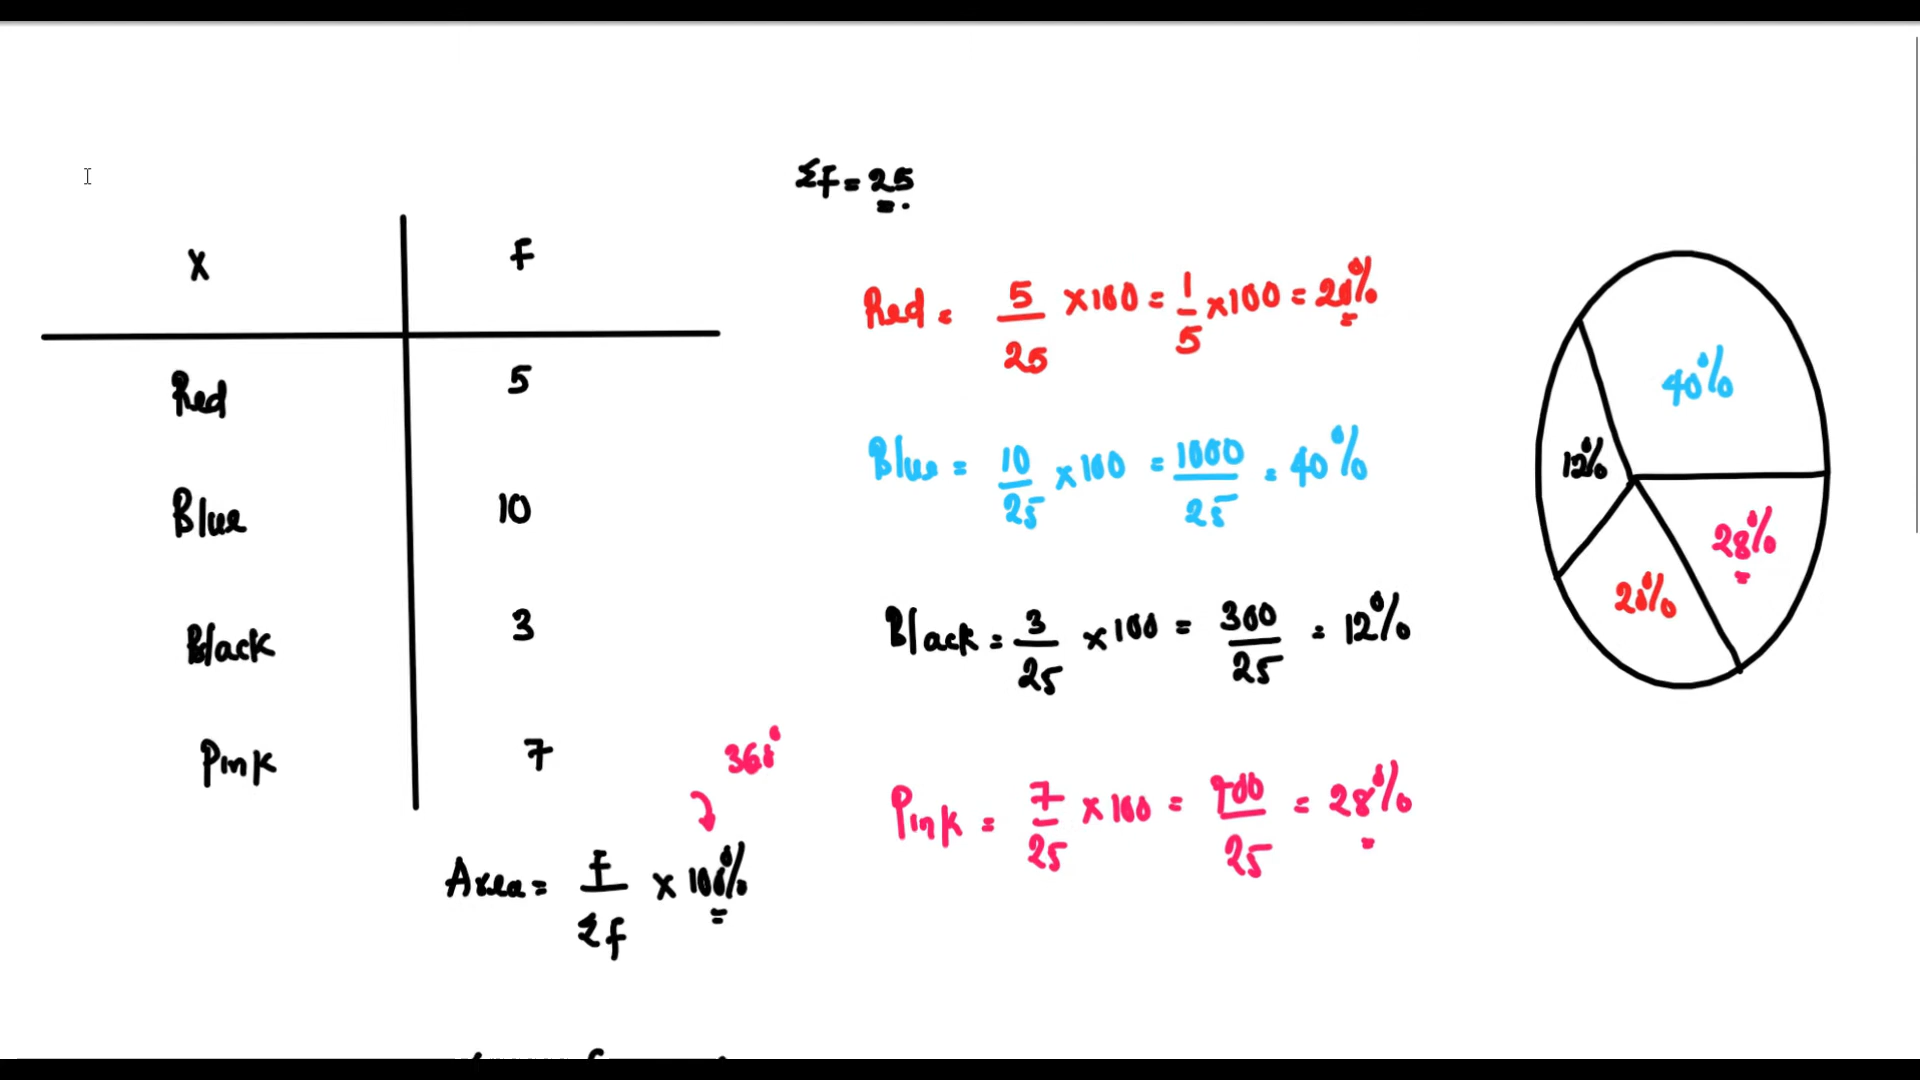 Σf = 25
X F
Red 5
Blue 10
Black 3
Pink 7
360°
Area = F/Σf × 100%
Red = 5/25 ×100 = 1/5 ×100 = 20%
Blue = 10/25 ×100 = 1000/25 = 40%
Black = 3/25 ×100 = 300/25 = 12%
Pink = 7/25 ×100 = 700/25 = 28%
40%
12%
28%
20%